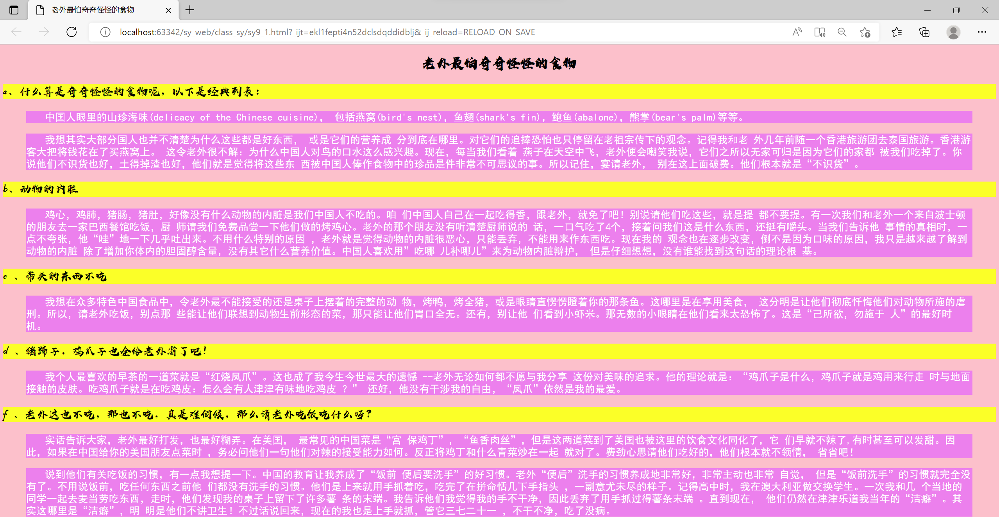 老外最怕奇奇怪怪的食物
localhost:63342/sy_web/class_sy/sy9_1.html?_ijt=ekl1fepti4n52dclsdqddidblj&_ij_reload=RELOAD_ON_SAVE
老外最怕奇奇怪怪的食物
a、什么算是奇奇怪怪的食物呢，以下是经典列表：
中国人眼里的山珍海味(delicacy of the Chinese cuisine)， 包括燕窝(bird's nest)，鱼翅(shark's fin)，鲍鱼(abalone)，熊掌(bear's palm)等等。
我想其实大部分国人也并不清楚为什么这些都是好东西， 或是它们的营养成 分到底在哪里。对它们的追捧恐怕也只停留在老祖宗传下的观念。记得我和老 外几年前随一个香港旅游团去泰国旅游。香港游
客大把将钱花在了买燕窝上。 这令老外很不解：为什么中国人对鸟的口水这么感兴趣。现在，每当我们看着 燕子在天空中飞，老外便会嘲笑我说，它们之所以无家可归是因为它们的家都 被我们吃掉了。你
说他们不识货也好，土得掉渣也好，他们就是觉得将这些东 西被中国人俸作食物中的珍品是件非常不可思议的事。所以记住，宴请老外， 别在这上面破费。他们根本就是“不识货”。
b、动物的内脏
鸡心，鸡肺，猪肠，猪肚，好像没有什么动物的内脏是我们中国人不吃的。咱 们中国人自己在一起吃得香，跟老外，就免了吧！别说请他们吃这些，就是提 都不要提。有一次我们和老外一个来自波士顿
的朋友去一家巴西餐馆吃饭，厨 师请我们免费品尝一下他们做的烤鸡心。老外的那个朋友没有听清楚厨师说的 话，一口气吃了4个，接着问我们这是什么东西，还挺有嚼头。当我们告诉他 事情的真相时，一
点不夸张，他“哇”地一下几乎吐出来。不用什么特别的原因 ，老外就是觉得动物的内脏很恶心，只能丢弃，不能用来作东西吃。现在我的 观念也在逐步改变，倒不是因为口味的原因，我只是越来越了解到
动物的内脏 除了增加你体内的胆固醇含量，没有其它什么营养价值。中国人喜欢用”吃哪 儿补哪儿”来为动物内脏辩护， 但是仔细想想，没有谁能找到这句话的理论根 基。
c 、带头的东西不吃
我想在众多特色中国食品中，令老外最不能接受的还是桌子上摆着的完整的动 物，烤鸭，烤全猪，或是眼睛直愣愣瞪着你的那条鱼。这哪里是在享用美食， 这分明是让他们彻底忏悔他们对动物所施的虐
刑。所以，请老外吃饭，别点那 些能让他们联想到动物生前形态的菜，那只能让他们胃口全无。还有，别让他 们看到小虾米。那无数的小眼睛在他们看来太恐怖了。这是“己所欲，勿施于 人”的最好时
机。
d 、猪蹄子，鸡爪子也全给老外省了吧！
我个人最喜欢的早茶的一道菜就是“红烧凤爪”。这也成了我今生今世最大的遗憾 --老外无论如何都不愿与我分享 这份对美味的追求。他的理论就是：“鸡爪子是什么，鸡爪子就是鸡用来行走 时与地面
接触的皮肤。吃鸡爪子就是在吃鸡皮：怎么会有人津津有味地吃鸡皮 ？” 还好，他没有干涉我的自由，“凤爪”依然是我的最爱。
f 、老外这也不吃，那也不吃，真是难伺候，那么请老外吃饭吃什么呀？
实话告诉大家，老外最好打发，也最好糊弄。在美国， 最常见的中国菜是“宫 保鸡丁”，“鱼香肉丝”，但是这两道菜到了美国也被这里的饮食文化同化了，它 们早就不辣了,有时甚至可以发甜。因
此，如果在中国给你的美国朋友点菜时 ，务必问他们一句他们对辣的接受能力如何。反正将鸡丁和什么青菜炒在一起 就对了。费劲心思请他们吃好的，他们根本就不领情， 省省吧！
说到他们有关吃饭的习惯，有一点我想提一下。中国的教育让我养成了“饭前 便后要洗手”的好习惯。老外“便后”洗手的习惯养成地非常好，非常主动也非常 自觉， 但是“饭前洗手”的习惯就完全没
有了。不用说饭前，吃任何东西之前他 们都没有洗手的习惯。他们是上来就用手抓着吃，吃完了在拼命恬几下手指头 ，一副意尤未尽的样子。记得高中时，我在澳大利亚做交换学生。一次我和几 个当地的
同学一起去麦当劳吃东西，走时，他们发现我的桌子上留下了许多薯 条的末端。我告诉他们我觉得我的手不干净，因此丢弃了用手抓过得薯条末端 。直到现在， 他们仍然在津津乐道我当年的“洁癖”。其
实这哪里是“洁癖”，明 明是他们不讲卫生！不过话说回来，现在的我也是上手就抓，管它三七二十一 ，不干不净，吃了没病。